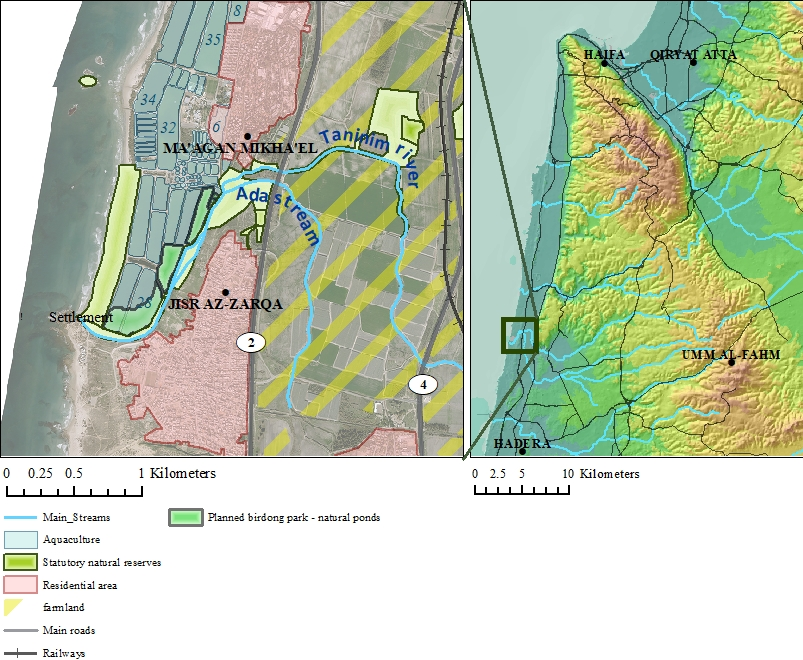 8
35
34
32
6
MA'AGAN MIKHA'EL
Taninim river
Ada stream
28
JISR AZ-ZARQA
Settlement
2
4
HAIFA
QIRYAT ATTA
UMM AL-FAHM
HADERA
0 0.25 0.5 1 Kilometers
0 2.5 5 10 Kilometers
Main_Streams
Planned birdong park - natural ponds
Aquaculture
Statutory natural reserves
Residential area
farmland
Main roads
Railways